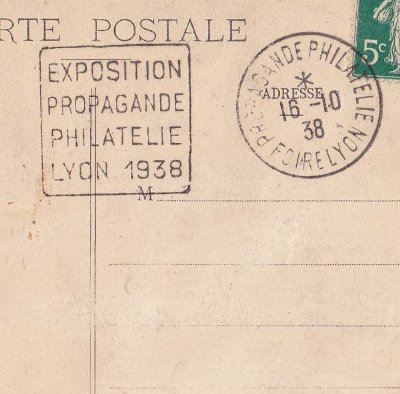 RTE POSTALE
EXPOSITION
PROPAGANDE
PHILATELIE
LYON 1938
PROPAGANDE PHILATELIE
*
ADRESSE
16 -10
38
FOIRE LYON
5c
M